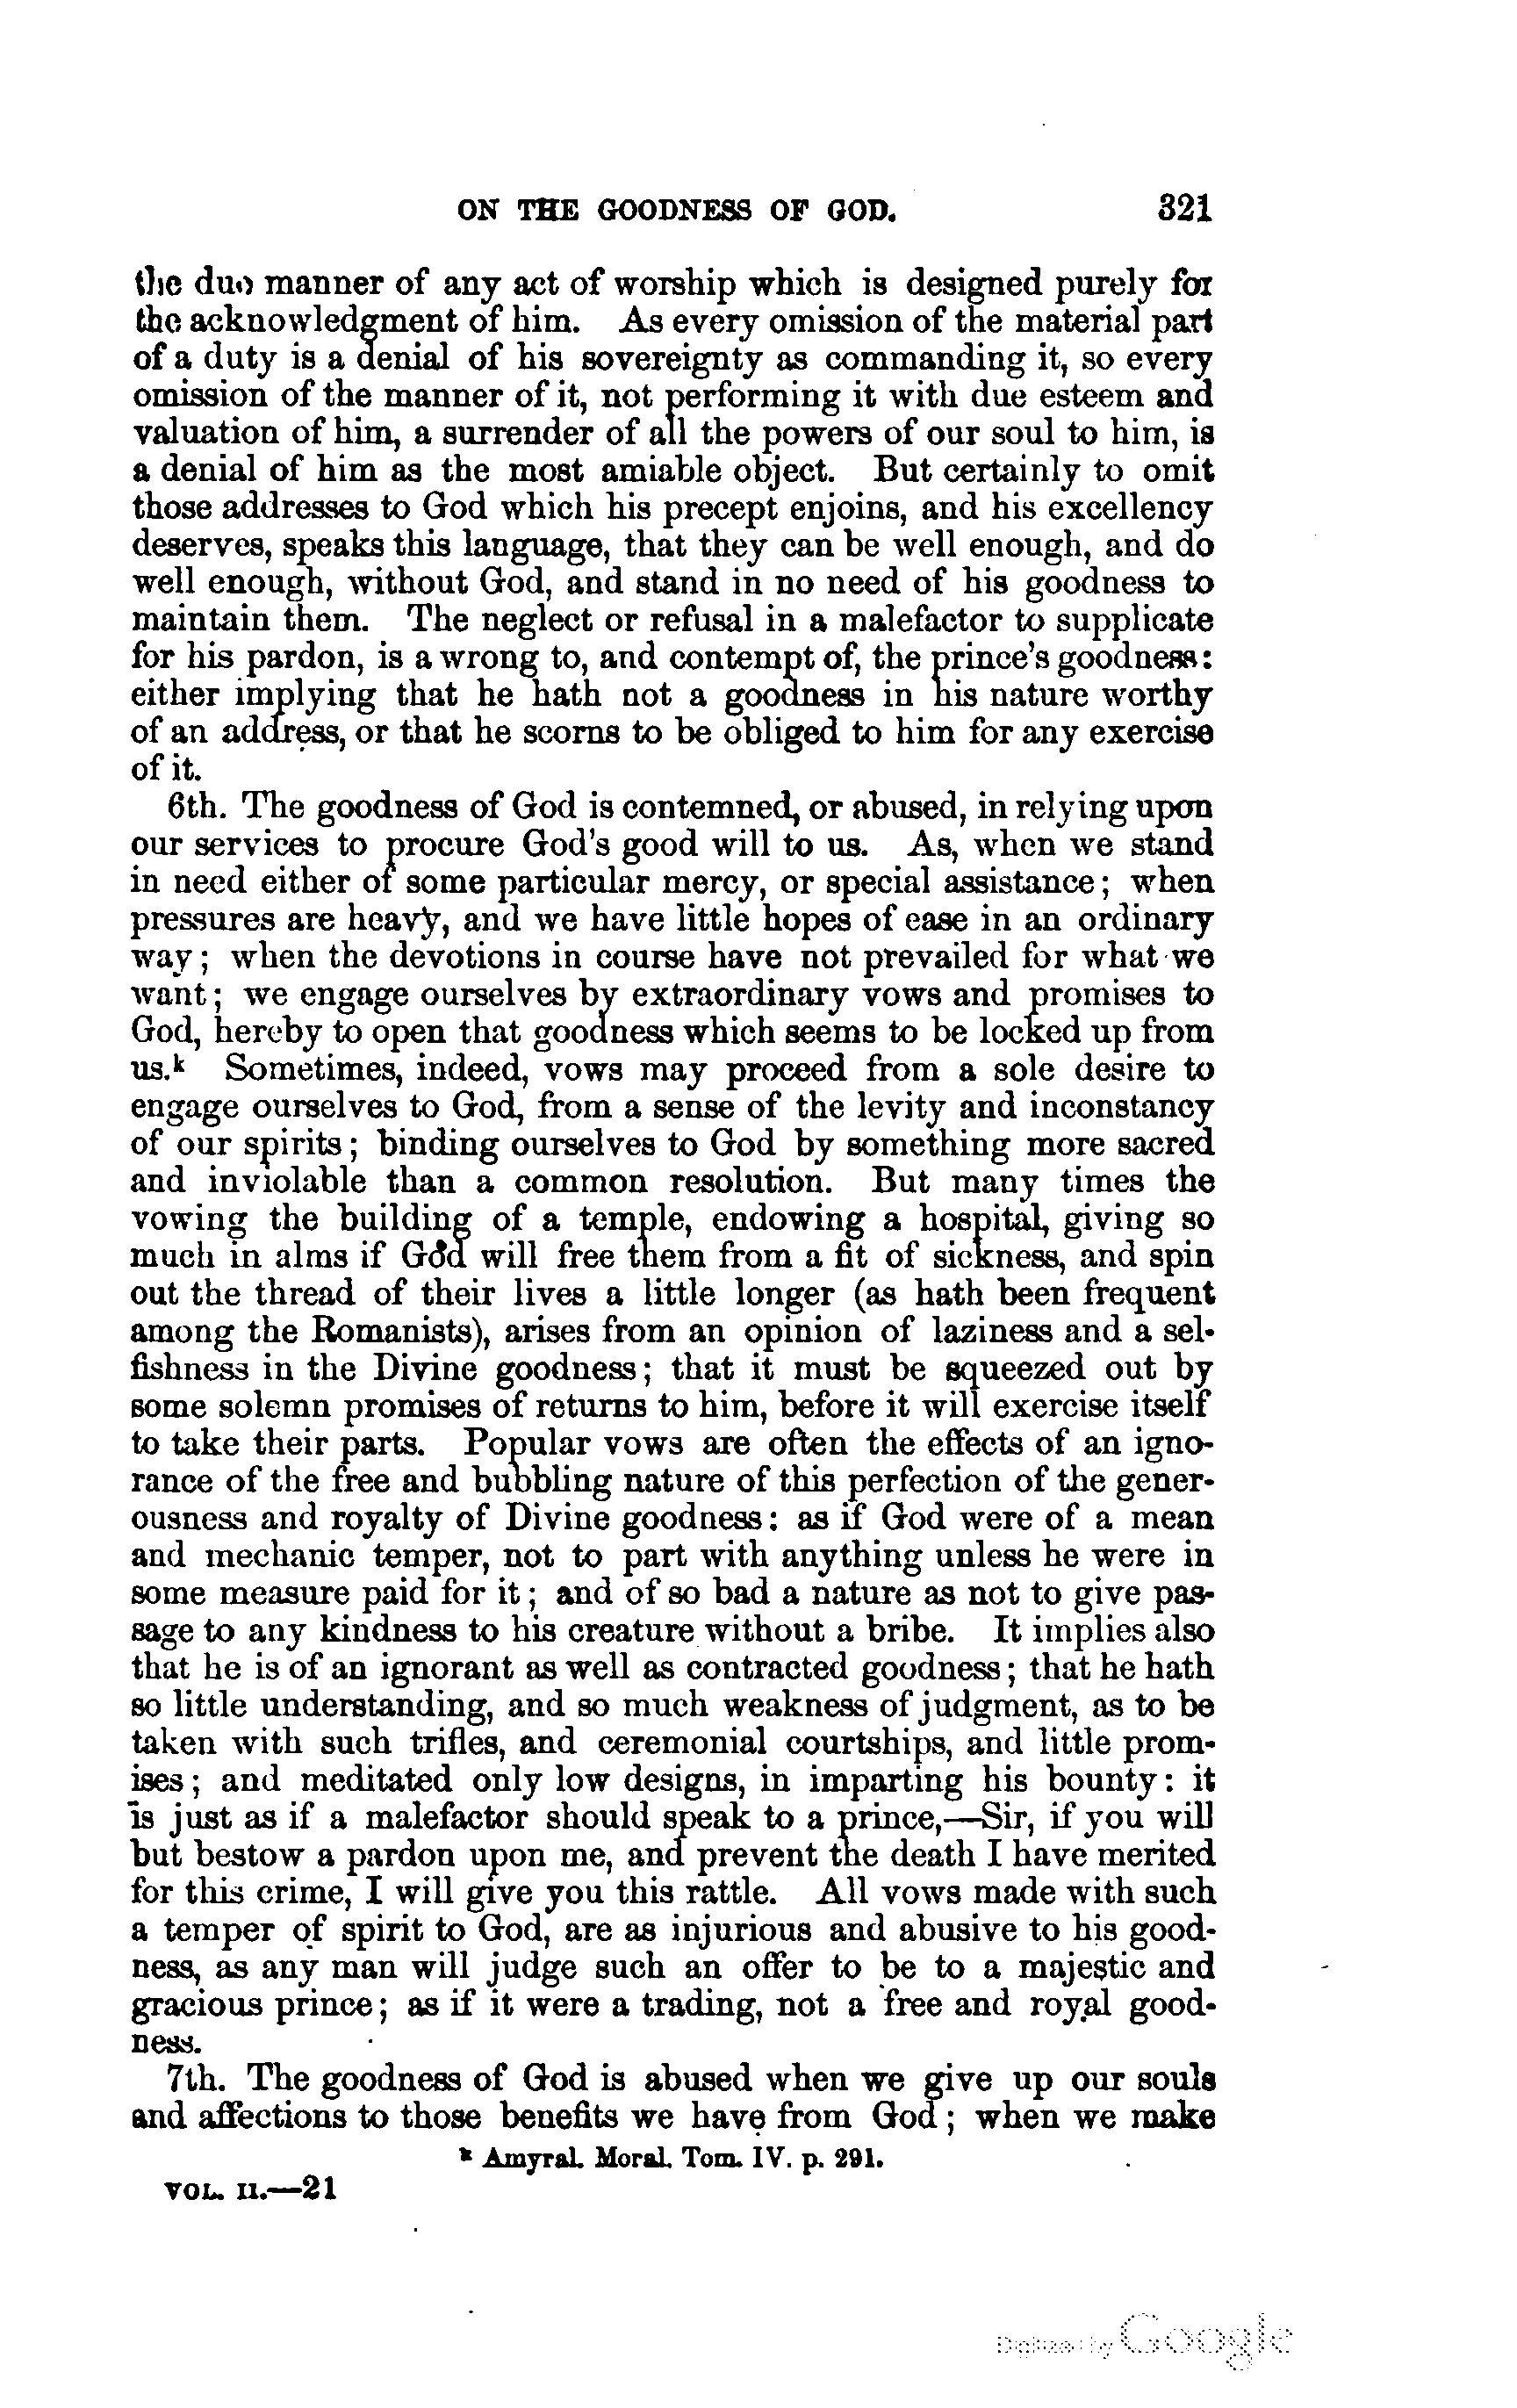 ON THE GOODNESS OF GOD. 321
the due manner of any act of worship which is designed purely for
the acknowledgment of him. As every omission of the material part
of a duty is a denial of his sovereignty as commanding it, so every
omission of the manner of it, not performing it with due esteem and
valuation of him, a surrender of all the powers of our soul to him, is
a denial of him as the most amiable object. But certainly to omit
those addresses to God which his precept enjoins, and his excellency
deserves, speaks this language, that they can be well enough, and do
well enough, without God, and stand in no need of his goodness to
maintain them. The neglect or refusal in a malefactor to supplicate
for his pardon, is a wrong to, and contempt of, the prince's goodness:
either implying that he hath not a goodness in his nature worthy
of an address, or that he scorns to be obliged to him for any exercise
of it.
6th. The goodness of God is contemned, or abused, in relying upon
our services to procure God's good will to us. As, when we stand
in need either of some particular mercy, or special assistance; when
pressures are heavy, and we have little hopes of ease in an ordinary
way; when the devotions in course have not prevailed for what we
want; we engage ourselves by extraordinary vows and promises to
God, hereby to open that goodness which seems to be locked up from
us.k Sometimes, indeed, vows may proceed from a sole desire to
engage ourselves to God, from a sense of the levity and inconstancy
of our spirits; binding ourselves to God by something more sacred
and inviolable than a common resolution. But many times the
vowing the building of a temple, endowing a hospital, giving so
much in alms if God will free them from a fit of sickness, and spin
out the thread of their lives a little longer (as hath been frequent
among the Romanists), arises from an opinion of laziness and a sel-
fishness in the Divine goodness; that it must be squeezed out by
some solemn promises of returns to him, before it will exercise itself
to take their parts. Popular vows are often the effects of an igno-
rance of the free and bubbling nature of this perfection of the gener-
ousness and royalty of Divine goodness: as if God were of a mean
and mechanic temper, not to part with anything unless he were in
some measure paid for it; and of so bad a nature as not to give pas-
sage to any kindness to his creature without a bribe. It implies also
that he is of an ignorant as well as contracted goodness; that he hath
so little understanding, and so much weakness of judgment, as to be
taken with such trifles, and ceremonial courtships, and little prom-
ises; and meditated only low designs, in imparting his bounty: it
is just as if a malefactor should speak to a prince,—Sir, if you will
but bestow a pardon upon me, and prevent the death I have merited
for this crime, I will give you this rattle. All vows made with such
a temper of spirit to God, are as injurious and abusive to his good-
ness, as any man will judge such an offer to be to a majestic and
gracious prince; as if it were a trading, not a free and royal good-
ness.
7th. The goodness of God is abused when we give up our souls
and affections to those benefits we have from God; when we make
k Amyral. Moral. Tom. IV. p. 291.
VOL. II.—21
Digitized by Google